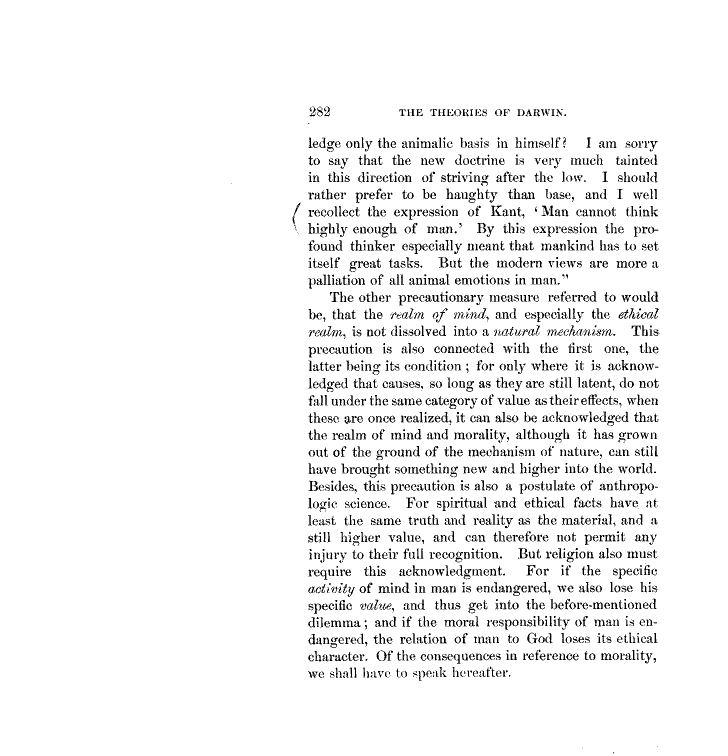 282 THE THEORIES OF DARWIN.
ledge only the animalic basis in himself? I am sorry
to say that the new doctrine is very much tainted
in this direction of striving after the low. I should
rather prefer to be haughty than base, and I well
recollect the expression of Kant, ‘Man cannot think
highly enough of man.’ By this expression the pro-
found thinker especially meant that mankind has to set
itself great tasks. But the modern views are more a
palliation of all animal emotions in man.”
The other precautionary measure referred to would
be, that the realm of mind, and especially the ethical
realm, is not dissolved into a natural mechanism. This
precaution is also connected with the first one, the
latter being its condition; for only where it is acknow-
ledged that causes, so long as they are still latent, do not
fall under the same category of value as their effects, when
these are once realized, it can also be acknowledged that
the realm of mind and morality, although it has grown
out of the ground of the mechanism of nature, can still
have brought something new and higher into the world.
Besides, this precaution is also a postulate of anthropo-
logic science. For spiritual and ethical facts have at
least the same truth and reality as the material, and a
still higher value, and can therefore not permit any
injury to their full recognition. But religion also must
require this acknowledgment. For if the specific
activity of mind in man is endangered, we also lose his
specific value, and thus get into the before-mentioned
dilemma; and if the moral responsibility of man is en-
dangered, the relation of man to God loses its ethical
character. Of the consequences in reference to morality,
we shall have to speak hereafter.